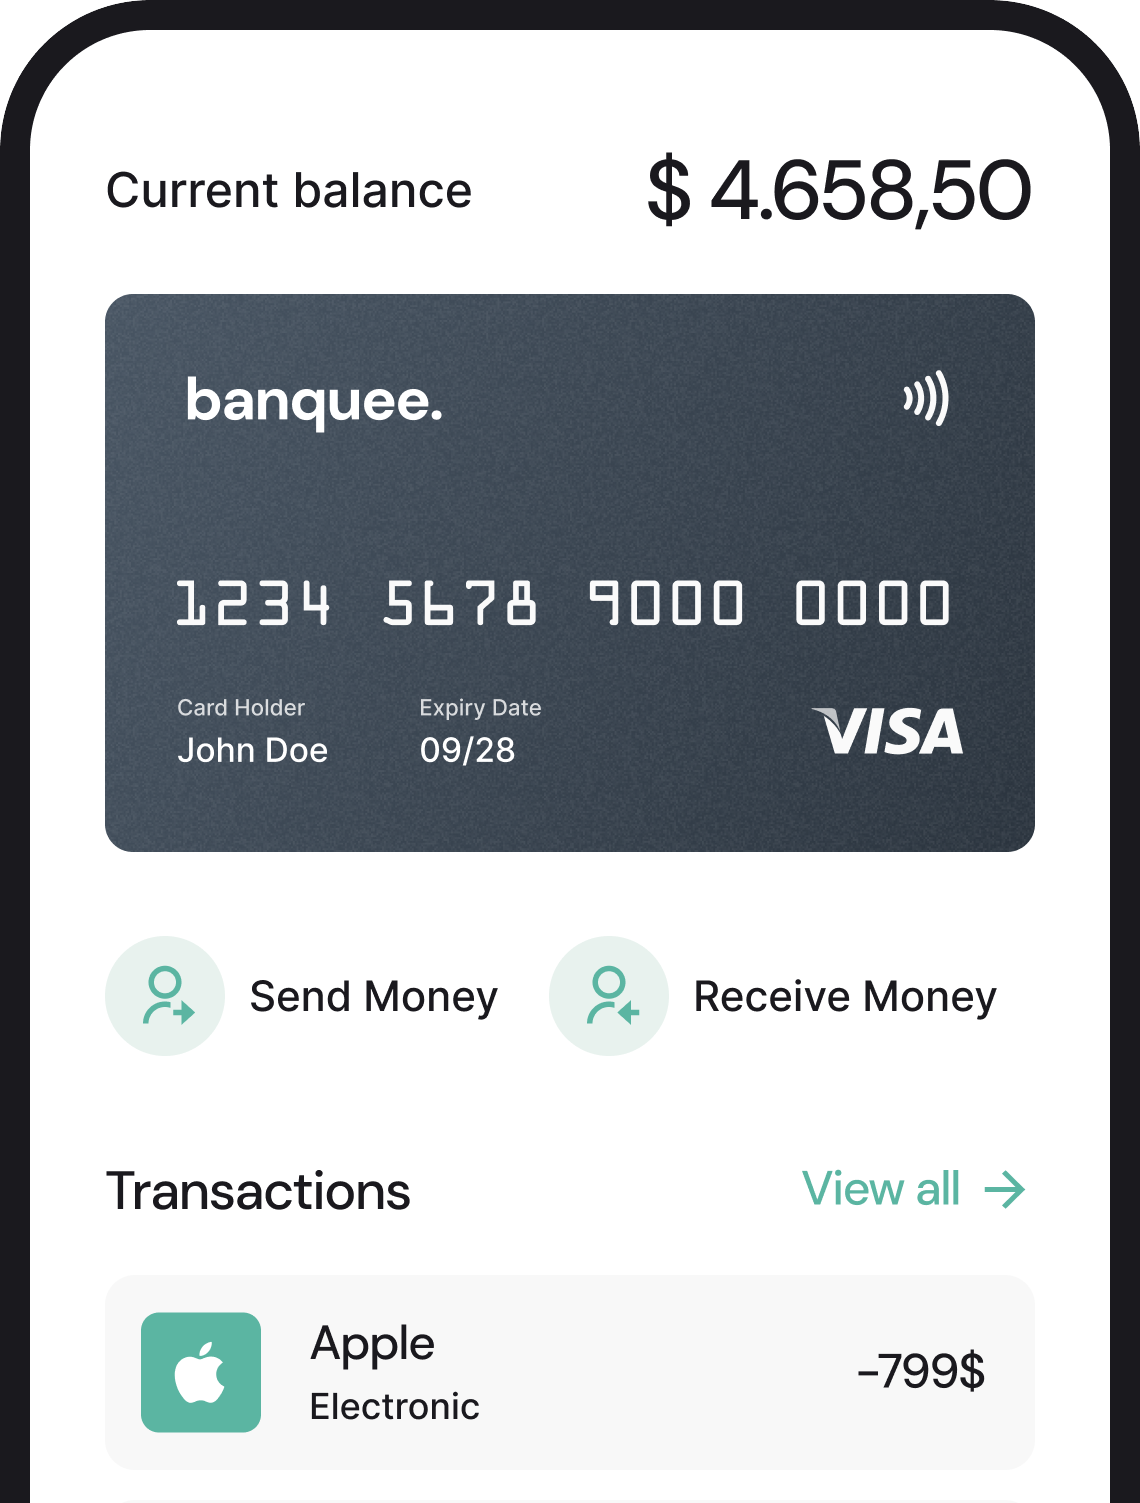 Current balance
$ 4.658,50
banquee.
1234 5678 9000 0000
Card Holder
John Doe
Expiry Date
09/28
VISA
Send Money
Receive Money
Transactions
View all
Apple
Electronic
-799$